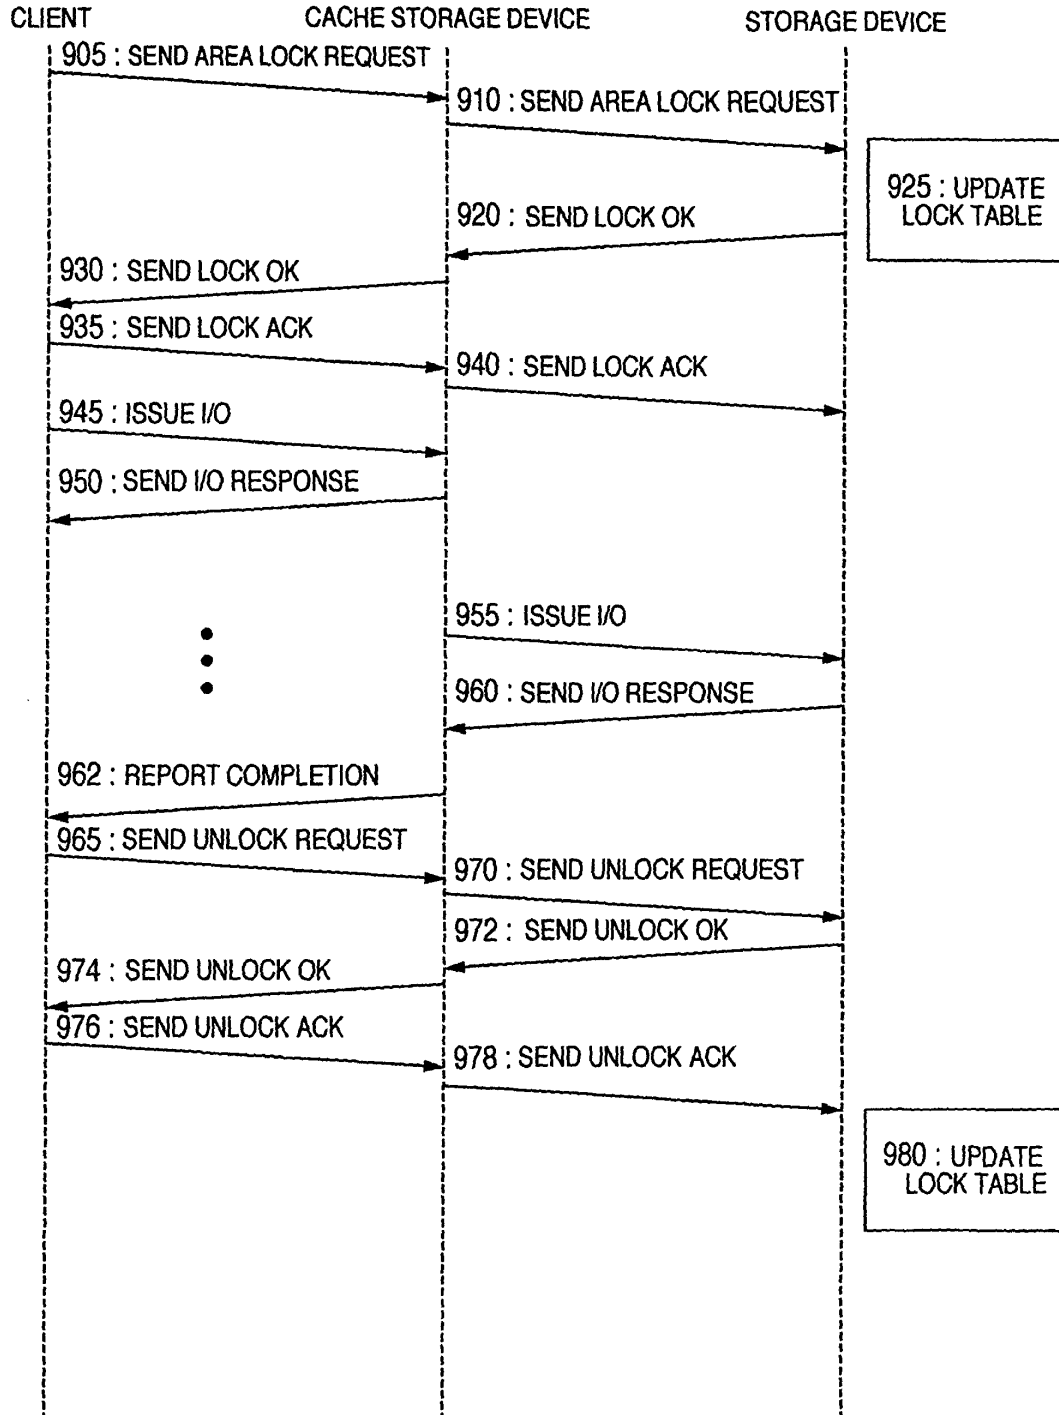 CLIENT
CACHE STORAGE DEVICE
STORAGE DEVICE
905 : SEND AREA LOCK REQUEST
910 : SEND AREA LOCK REQUEST
925 : UPDATE
LOCK TABLE
920 : SEND LOCK OK
930 : SEND LOCK OK
935 : SEND LOCK ACK
940 : SEND LOCK ACK
945 : ISSUE I/O
950 : SEND I/O RESPONSE
955 : ISSUE I/O
960 : SEND I/O RESPONSE
962 : REPORT COMPLETION
965 : SEND UNLOCK REQUEST
970 : SEND UNLOCK REQUEST
972 : SEND UNLOCK OK
974 : SEND UNLOCK OK
976 : SEND UNLOCK ACK
978 : SEND UNLOCK ACK
980 : UPDATE
LOCK TABLE